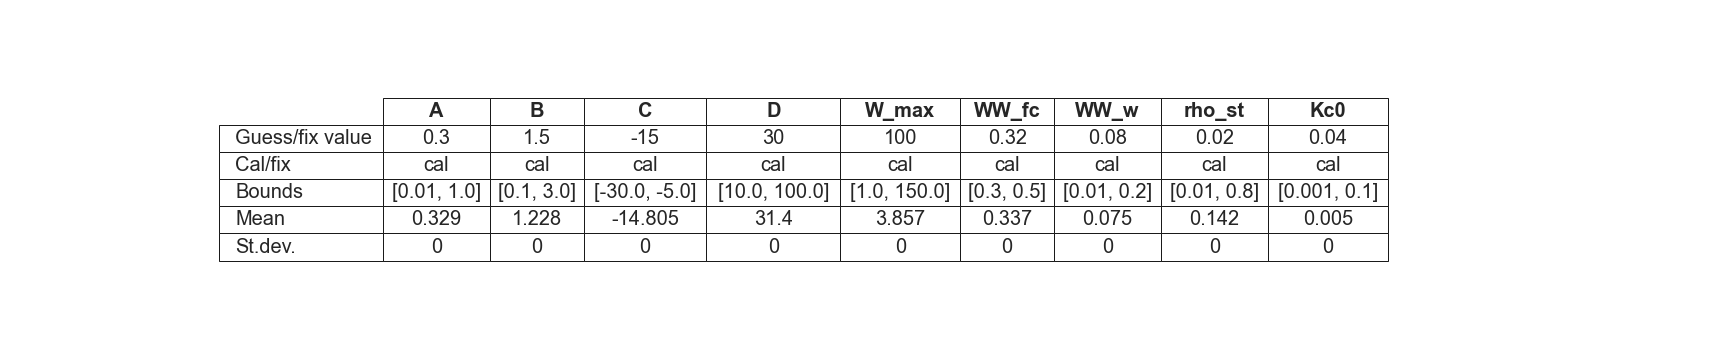 A B C D W_max WW_fc WW_w rho_st Kc0
Guess/fix value 0.3 1.5 -15 30 100 0.32 0.08 0.02 0.04
Cal/fix cal cal cal cal cal cal cal cal cal
Bounds [0.01, 1.0] [0.1, 3.0] [-30.0, -5.0] [10.0, 100.0] [1.0, 150.0] [0.3, 0.5] [0.01, 0.2] [0.01, 0.8] [0.001, 0.1]
Mean 0.329 1.228 -14.805 31.4 3.857 0.337 0.075 0.142 0.005
St.dev. 0 0 0 0 0 0 0 0 0